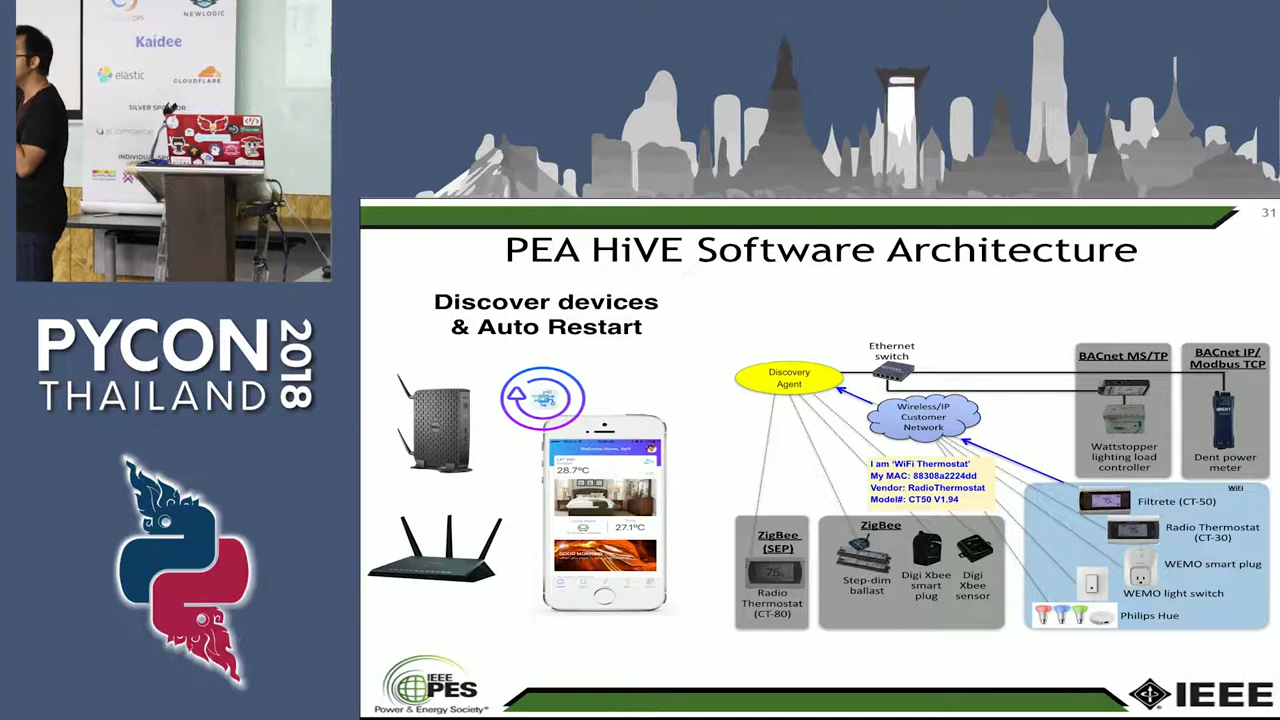 NEWLOGIC
Kaidee
elastic
CLOUDFLARE
SILVER SPONSOR
INDIVIDUAL
PYCON
THAILAND
2018
31
PEA HiVE Software Architecture
Discover devices
& Auto Restart
Ethernet
switch
Discovery
Agent
Wireless/IP
Customer
Network
BACnet MS/TP
Wattstopper
lighting load
controller
BACnet IP/
Modbus TCP
Dent power
meter
I am ‘WiFi Thermostat’
My MAC: 88308a2224dd
Vendor: RadioThermostat
Model#: CT50 V1.94
WiFi
Filtrete (CT-50)
Radio Thermostat
(CT-30)
WEMO smart plug
WEMO light switch
Philips Hue
ZigBee
(SEP)
Radio
Thermostat
(CT-80)
ZigBee
Step-dim
ballast
Digi Xbee
smart
plug
Digi
Xbee
sensor
28.7°C
27.1°C
GOOD MORNING
IEEE
PES
Power & Energy Society®
IEEE